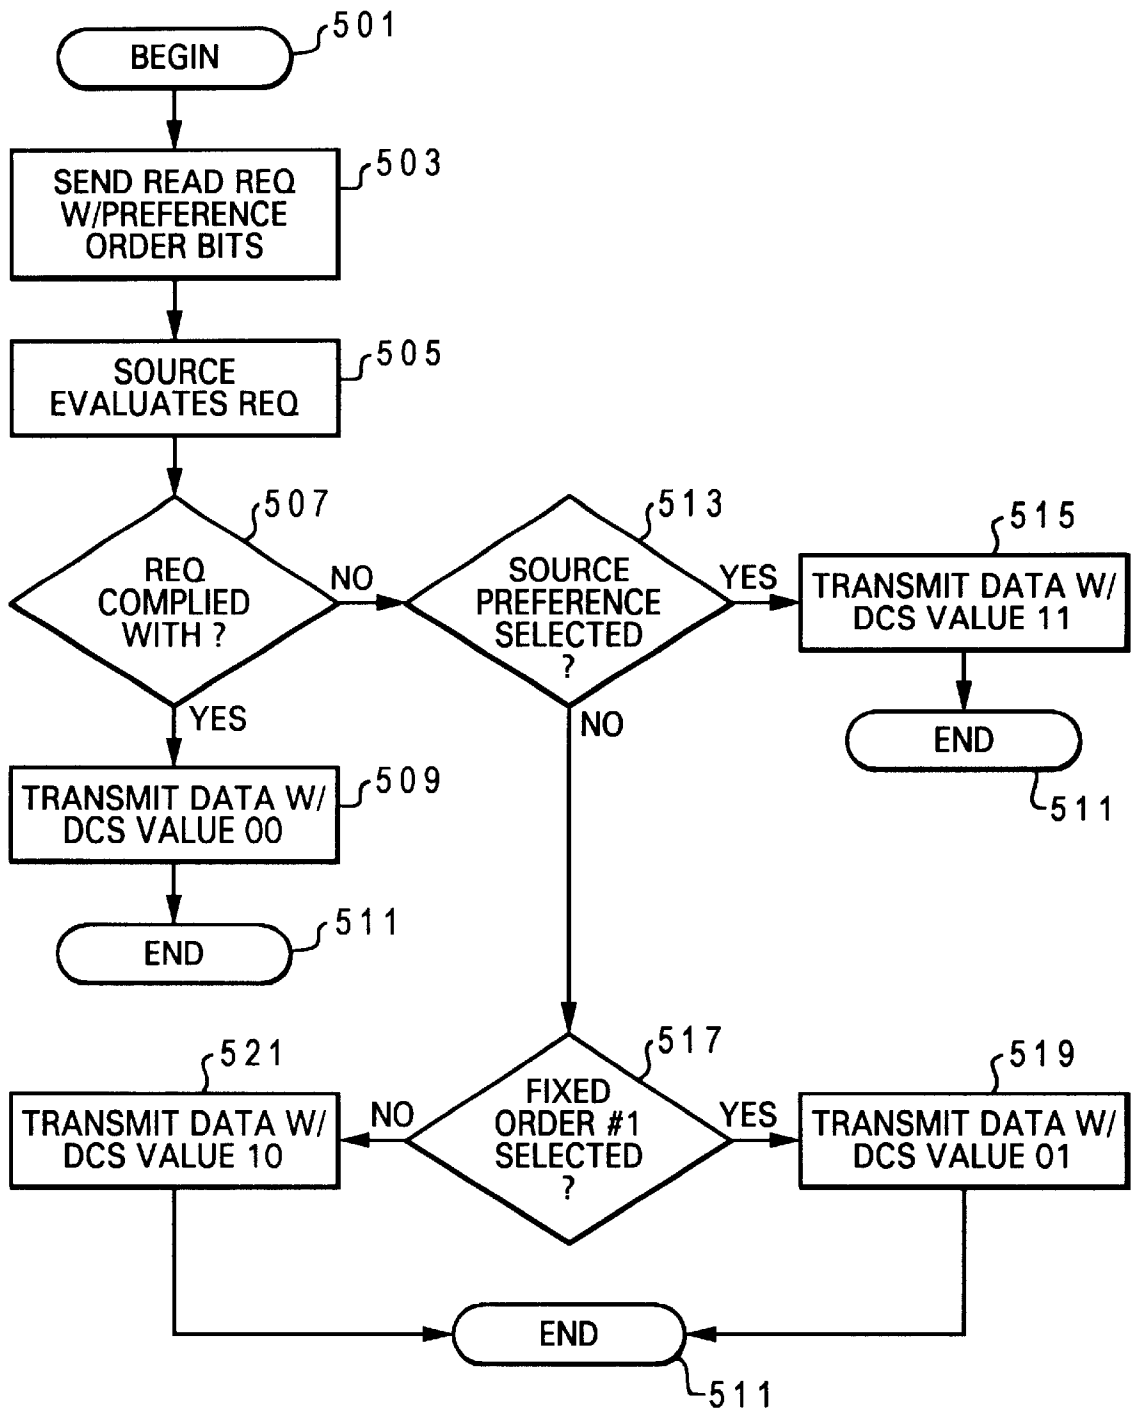 501
BEGIN
503
SEND READ REQ
W/PREFERENCE
ORDER BITS
505
SOURCE
EVALUATES REQ
507
REQ
COMPLIED
WITH ?
NO
YES
513
SOURCE
PREFERENCE
SELECTED
?
YES
NO
515
TRANSMIT DATA W/
DCS VALUE 11
END
511
509
TRANSMIT DATA W/
DCS VALUE 00
END
511
517
FIXED
ORDER #1
SELECTED
?
NO
YES
521
TRANSMIT DATA W/
DCS VALUE 10
519
TRANSMIT DATA W/
DCS VALUE 01
END
511